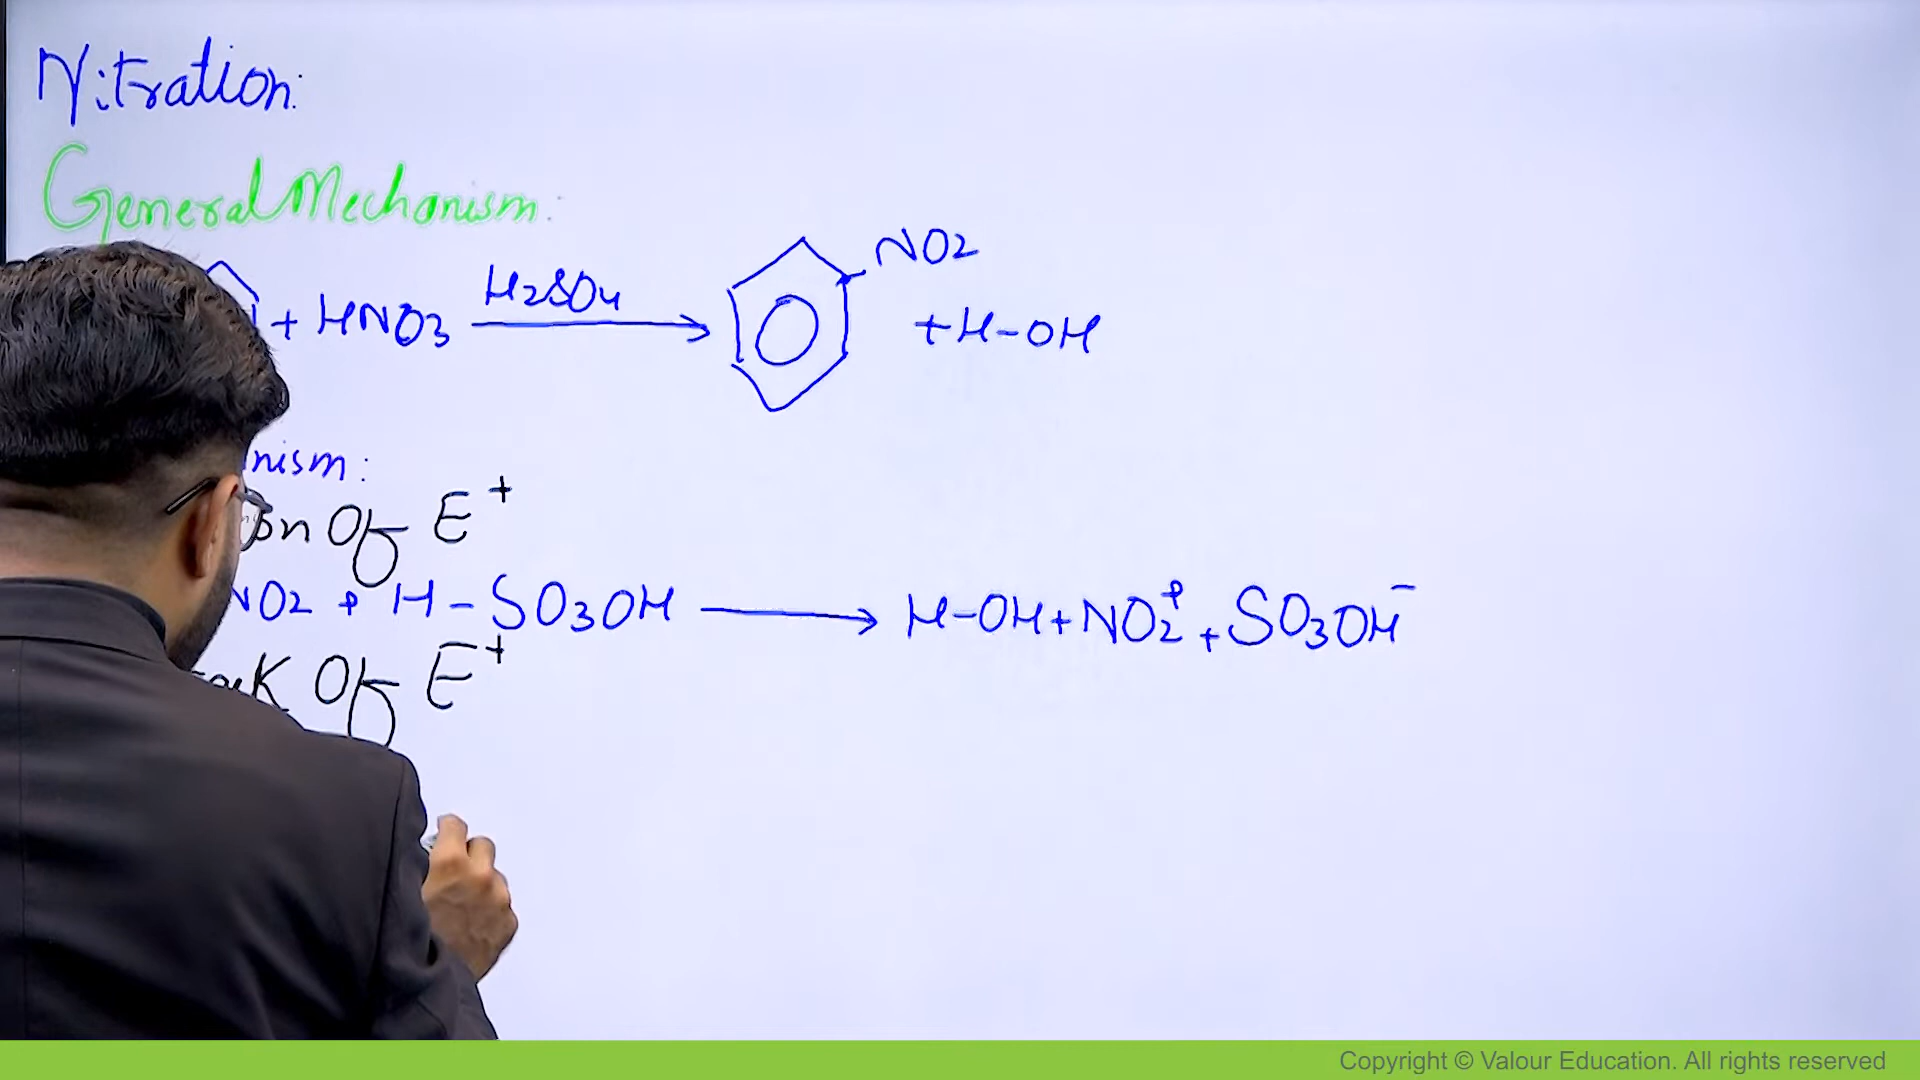 Nitration:
General Mechanism:
+ HNO3 H2SO4 NO2
+ H-OH
nism:
on Of E+
NO2 + H - SO3OH → H-OH + NO2+ + SO3OH-
Of E+
Copyright © Valour Education. All rights reserved